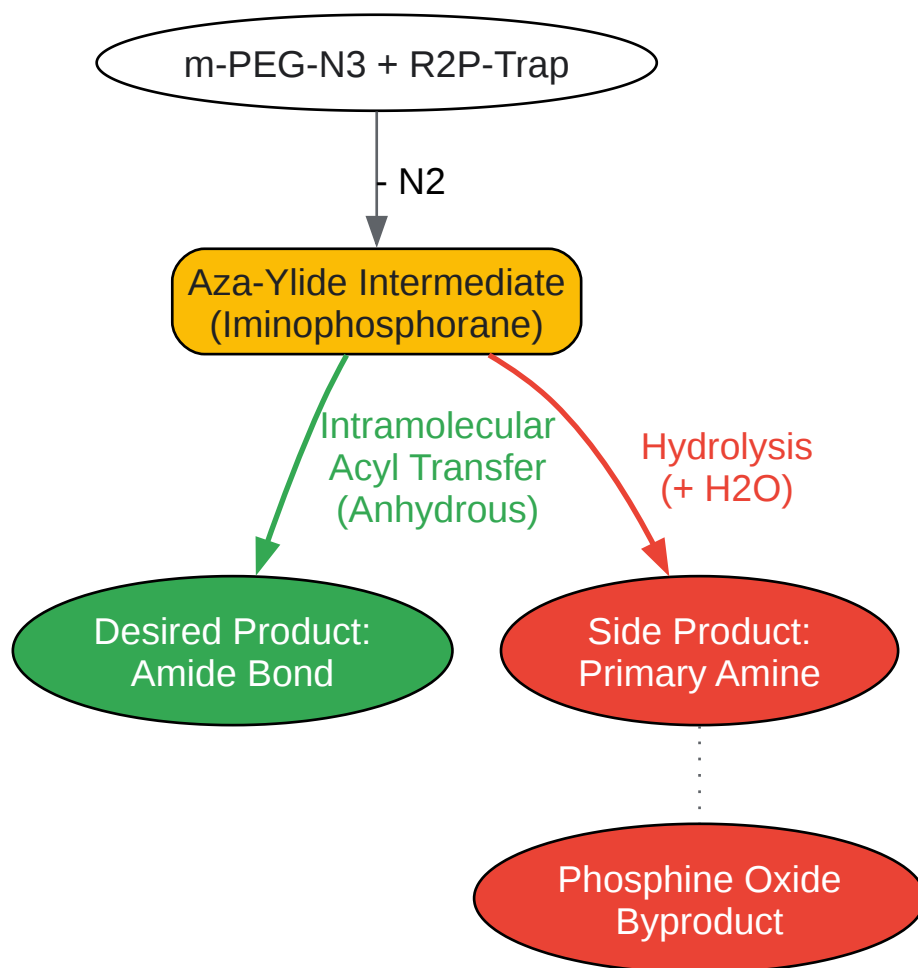 m-PEG-N3 + R2P-Trap
- N2
Aza-Ylide Intermediate
(Iminophosphorane)
Intramolecular
Acyl Transfer
(Anhydrous)
Hydrolysis
(+ H2O)
Desired Product:
Amide Bond
Side Product:
Primary Amine
Phosphine Oxide
Byproduct